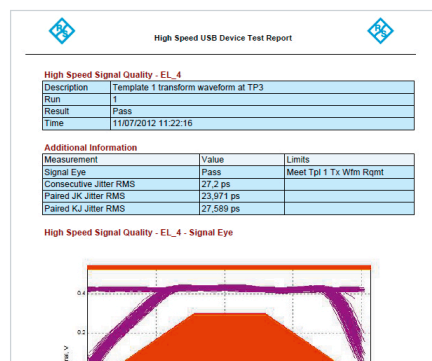 High Speed USB Device Test Report
High Speed Signal Quality - EL_4
Description Template 1 transform waveform at TP3
Run 1
Result Pass
Time 11/07/2012 11:22:16
Additional Information
Measurement Value Limits
Signal Eye Pass Meet Tpl 1 Tx Wfm Rqmt
Consecutive Jitter RMS 27,2 ps
Paired JK Jitter RMS 23,971 ps
Paired KJ Jitter RMS 27,589 ps
High Speed Signal Quality - EL_4 - Signal Eye
0.4
0.2